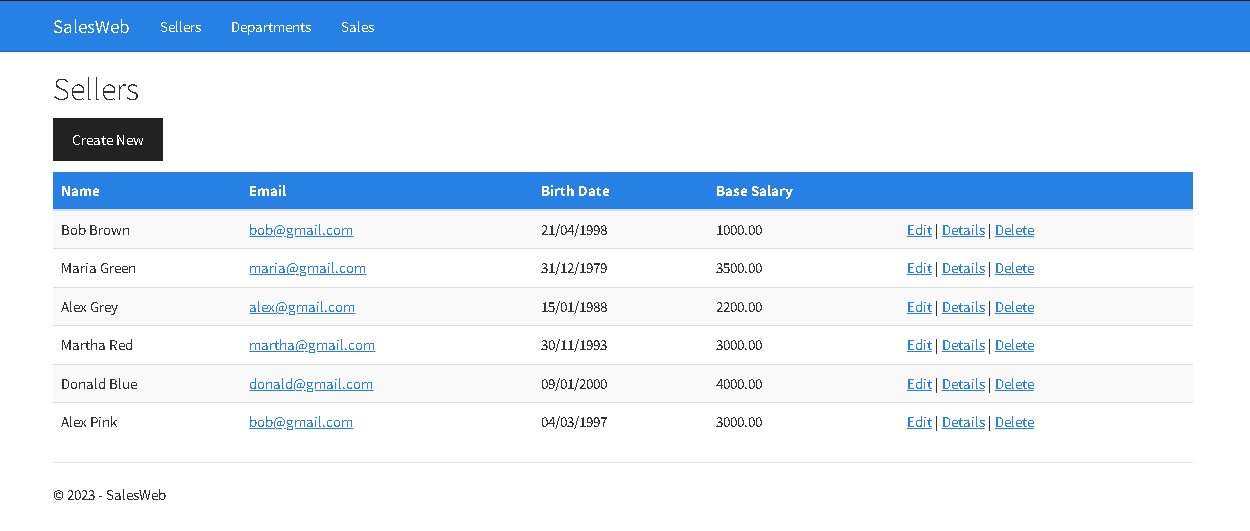 SalesWeb Sellers Departments Sales
Sellers
Create New
Name Email Birth Date Base Salary
Bob Brown bob@gmail.com 21/04/1998 1000.00 Edit | Details | Delete
Maria Green maria@gmail.com 31/12/1979 3500.00 Edit | Details | Delete
Alex Grey alex@gmail.com 15/01/1988 2200.00 Edit | Details | Delete
Martha Red martha@gmail.com 30/11/1993 3000.00 Edit | Details | Delete
Donald Blue donald@gmail.com 09/01/2000 4000.00 Edit | Details | Delete
Alex Pink bob@gmail.com 04/03/1997 3000.00 Edit | Details | Delete
© 2023 - SalesWeb